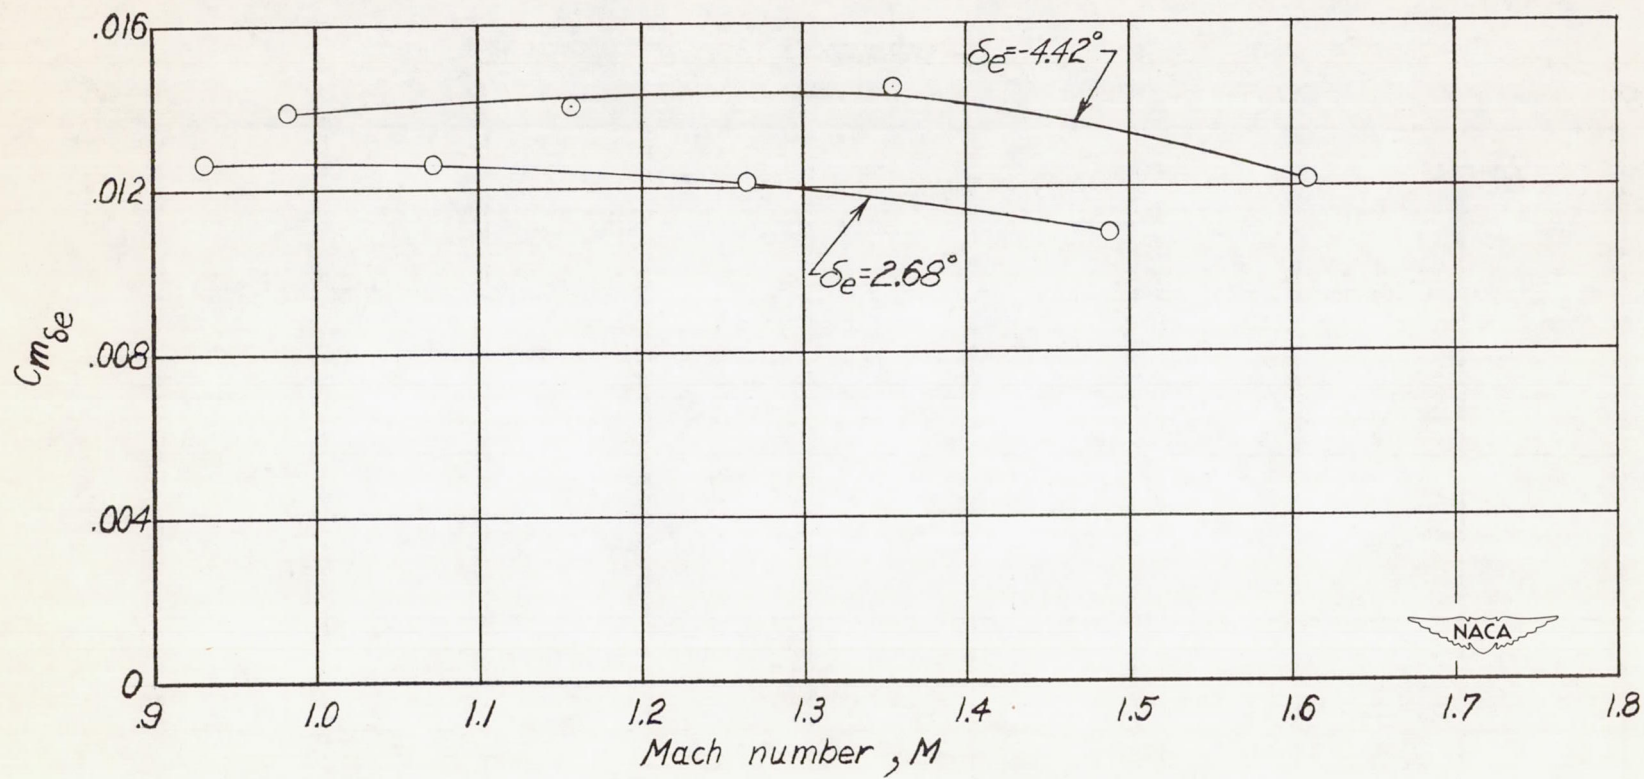 .016
δe=-4.42°
.012
δe=2.68°
Cmδe
.008
.004
NACA
0
.9 1.0 1.1 1.2 1.3 1.4 1.5 1.6 1.7 1.8
Mach number, M